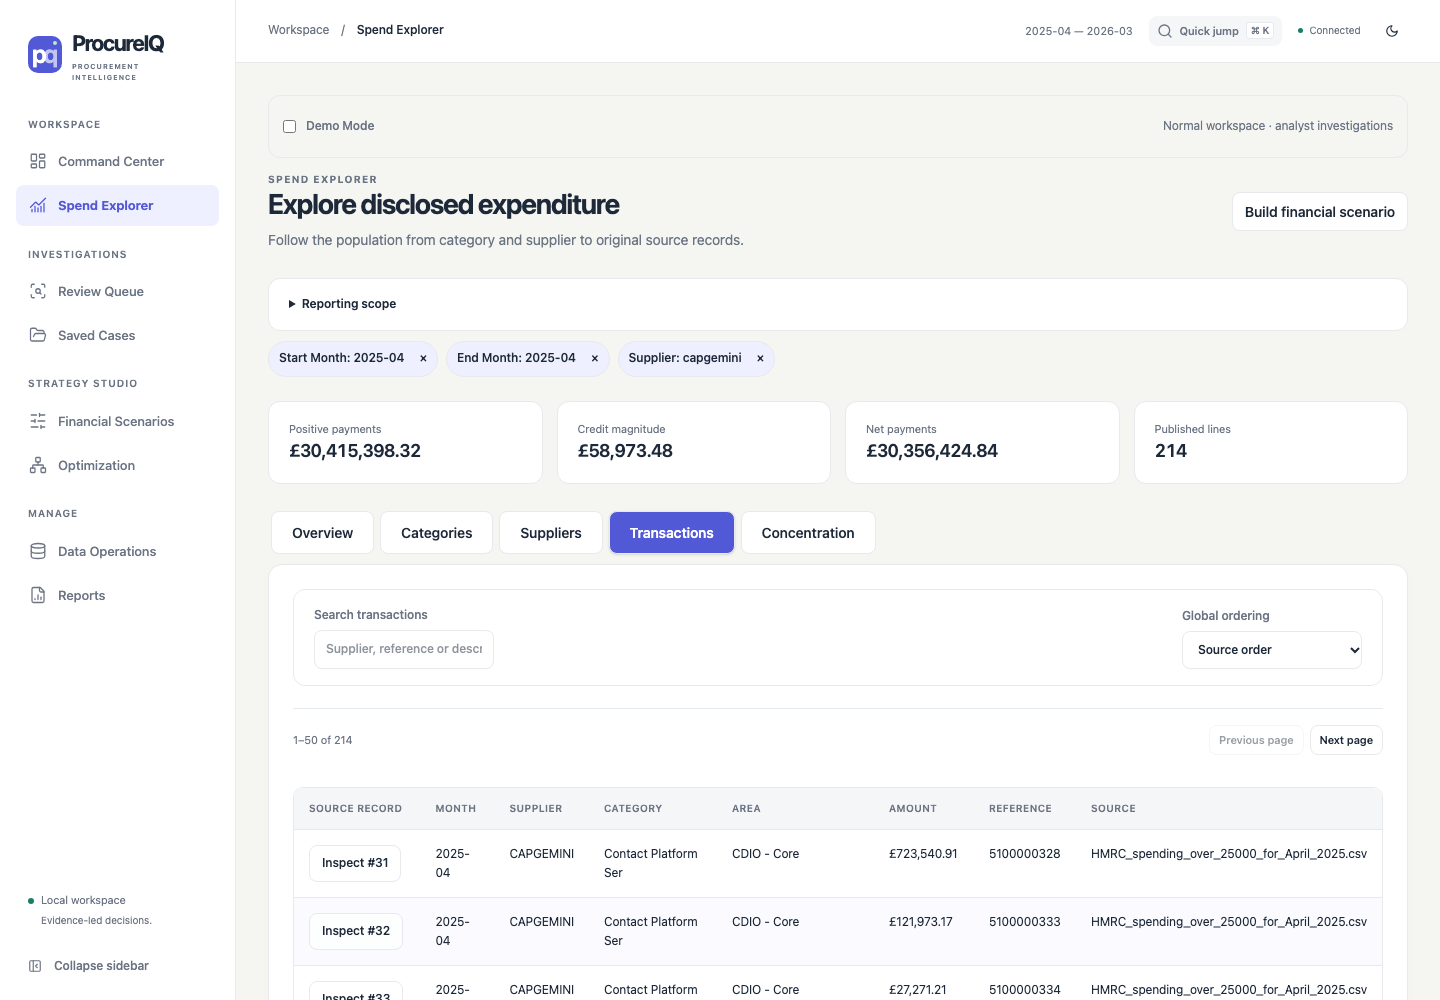 pq ProcureIQ
PROCUREMENT
INTELLIGENCE
WORKSPACE
Command Center
Spend Explorer
INVESTIGATIONS
Review Queue
Saved Cases
STRATEGY STUDIO
Financial Scenarios
Optimization
MANAGE
Data Operations
Reports
Local workspace
Evidence-led decisions.
Collapse sidebar
Workspace / Spend Explorer
2025-04 — 2026-03 Quick jump ⌘ K Connected
Demo Mode Normal workspace · analyst investigations
SPEND EXPLORER
Explore disclosed expenditure
Follow the population from category and supplier to original source records.
Build financial scenario
Reporting scope
Start Month: 2025-04 × End Month: 2025-04 × Supplier: capgemini ×
Positive payments
£30,415,398.32
Credit magnitude
£58,973.48
Net payments
£30,356,424.84
Published lines
214
Overview Categories Suppliers Transactions Concentration
Search transactions
Supplier, reference or descr
Global ordering
Source order
1–50 of 214 Previous page Next page
SOURCE RECORD MONTH SUPPLIER CATEGORY AREA AMOUNT REFERENCE SOURCE
Inspect #31 2025-04 CAPGEMINI Contact Platform Ser CDIO - Core £723,540.91 5100000328 HMRC_spending_over_25000_for_April_2025.csv
Inspect #32 2025-04 CAPGEMINI Contact Platform Ser CDIO - Core £121,973.17 5100000333 HMRC_spending_over_25000_for_April_2025.csv
Inspect #33 2025- CAPGEMINI Contact Platform CDIO - Core £27,271.21 5100000334 HMRC_spending_over_25000_for_April_2025.csv